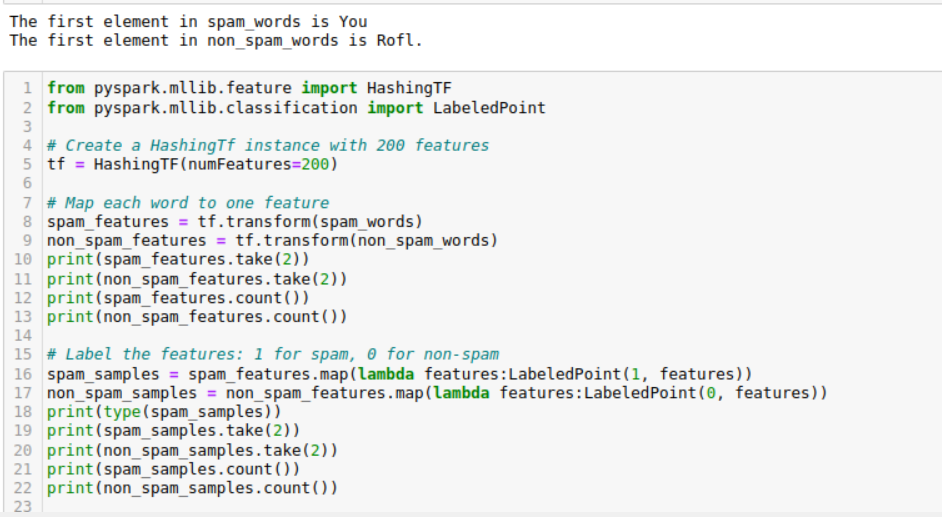 The first element in spam_words is You
The first element in non_spam_words is Rofl.
1 from pyspark.mllib.feature import HashingTF
2 from pyspark.mllib.classification import LabeledPoint
3
4 # Create a HashingTf instance with 200 features
5 tf = HashingTF(numFeatures=200)
6
7 # Map each word to one feature
8 spam_features = tf.transform(spam_words)
9 non_spam_features = tf.transform(non_spam_words)
10 print(spam_features.take(2))
11 print(non_spam_features.take(2))
12 print(spam_features.count())
13 print(non_spam_features.count())
14
15 # Label the features: 1 for spam, 0 for non-spam
16 spam_samples = spam_features.map(lambda features:LabeledPoint(1, features))
17 non_spam_samples = non_spam_features.map(lambda features:LabeledPoint(0, features))
18 print(type(spam_samples))
19 print(spam_samples.take(2))
20 print(non_spam_samples.take(2))
21 print(spam_samples.count())
22 print(non_spam_samples.count())
23